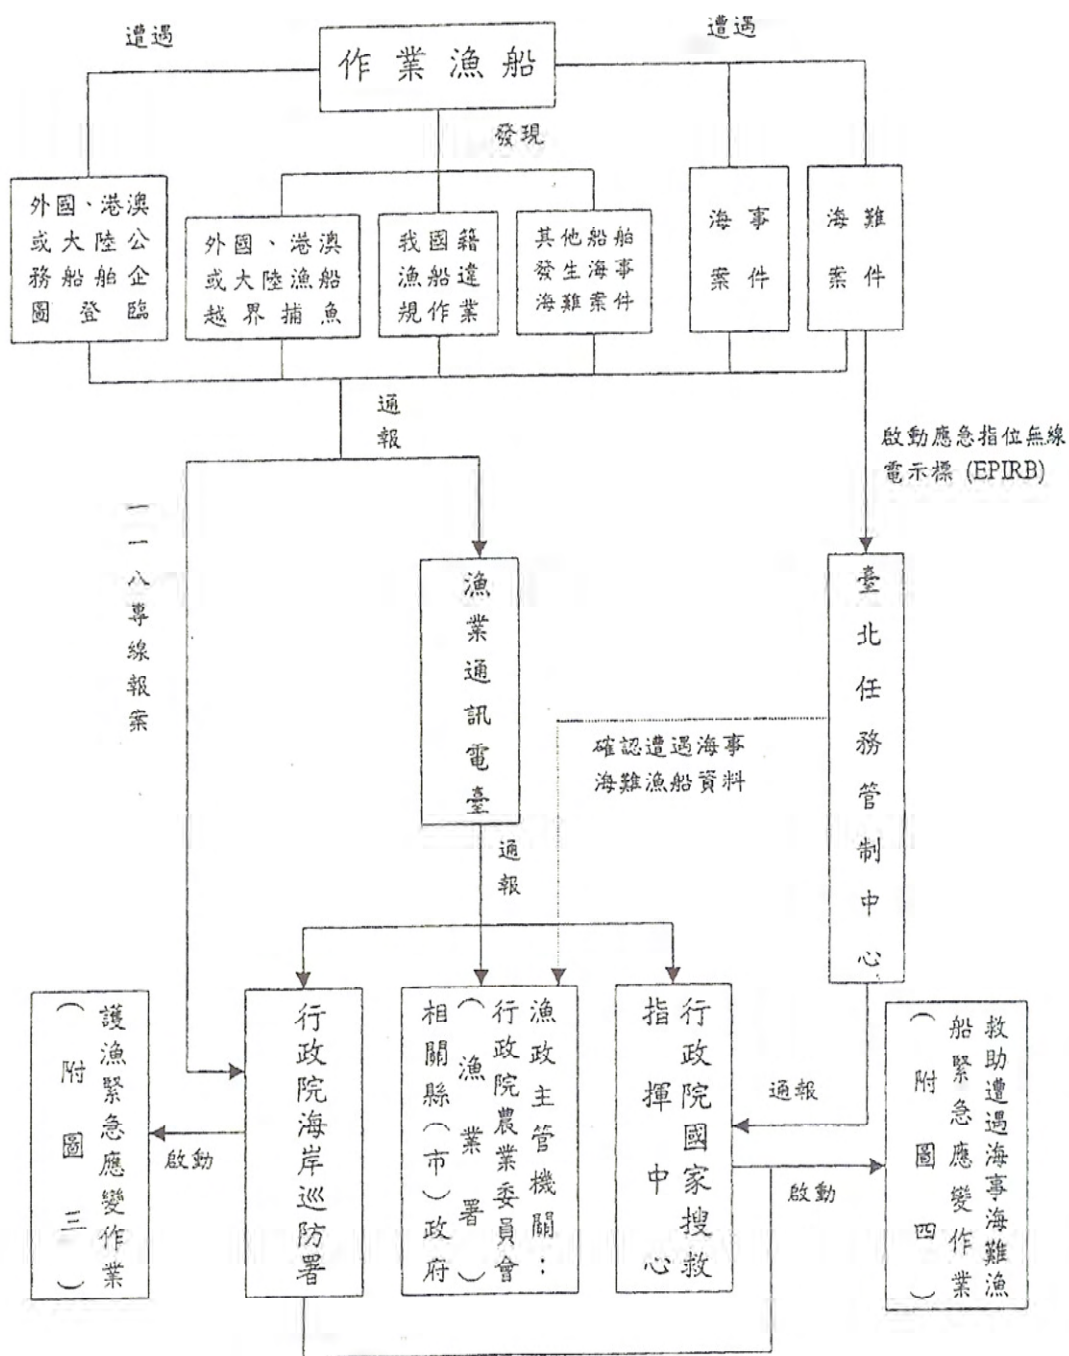 遭遇
遭遇
作業漁船
發現
外國、港澳
或大陸公
務船舶企
圖登臨
外國、港澳
或大陸漁船
越界捕魚
我國籍
漁船違
規作業
其他船舶
發生海事
海難案件
海事
案件
海難
案件
通
報
啟動應急指位無線
電示標 (EPIRB)
一一八專線報案
漁業通訊電臺
臺北任務管制中心
確認遭遇海事
海難漁船資料
通
報
護漁緊急應變作業
（附圖三）
啟動
行政院海岸巡防署
漁政主管機關：
行政院農業委員會
（漁業署）
相關縣（市）政府
行政院國家搜救
指揮中心
通報
啟動
救助遭遇海事海難漁
船緊急應變作業
（附圖四）